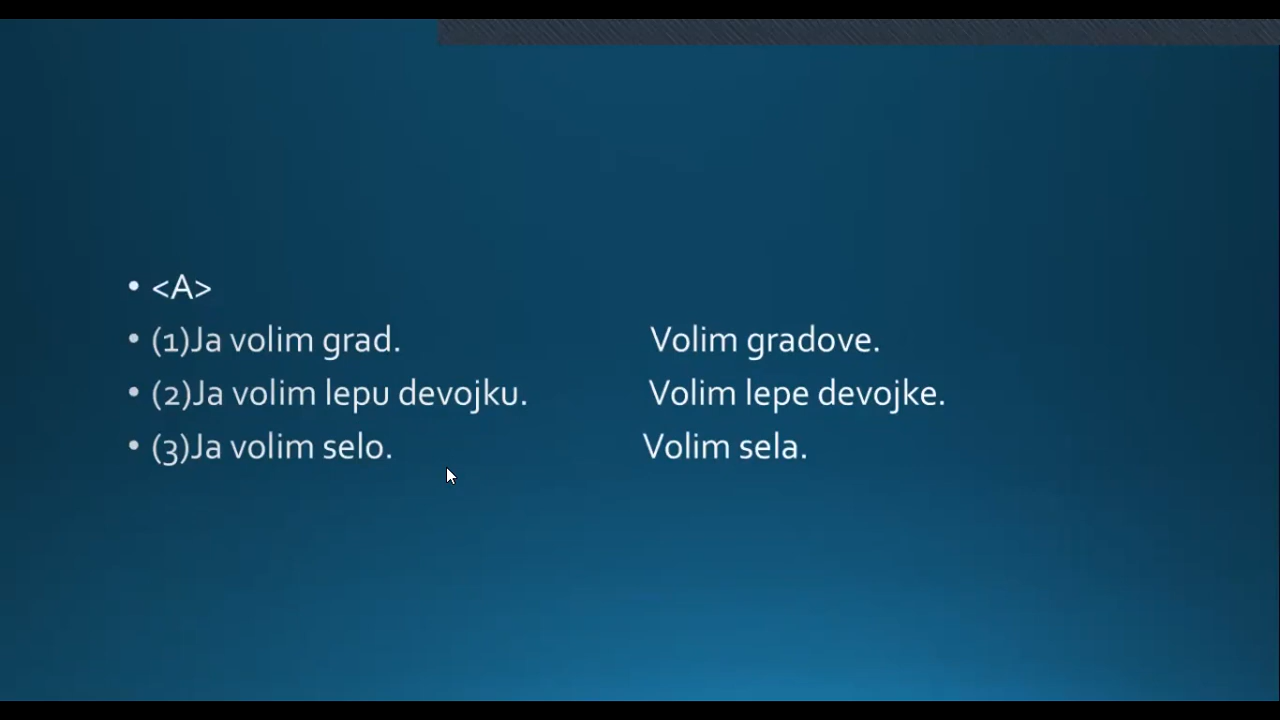 • <A>
• (1)Ja volim grad. Volim gradove.
• (2)Ja volim lepu devojku. Volim lepe devojke.
• (3)Ja volim selo. Volim sela.